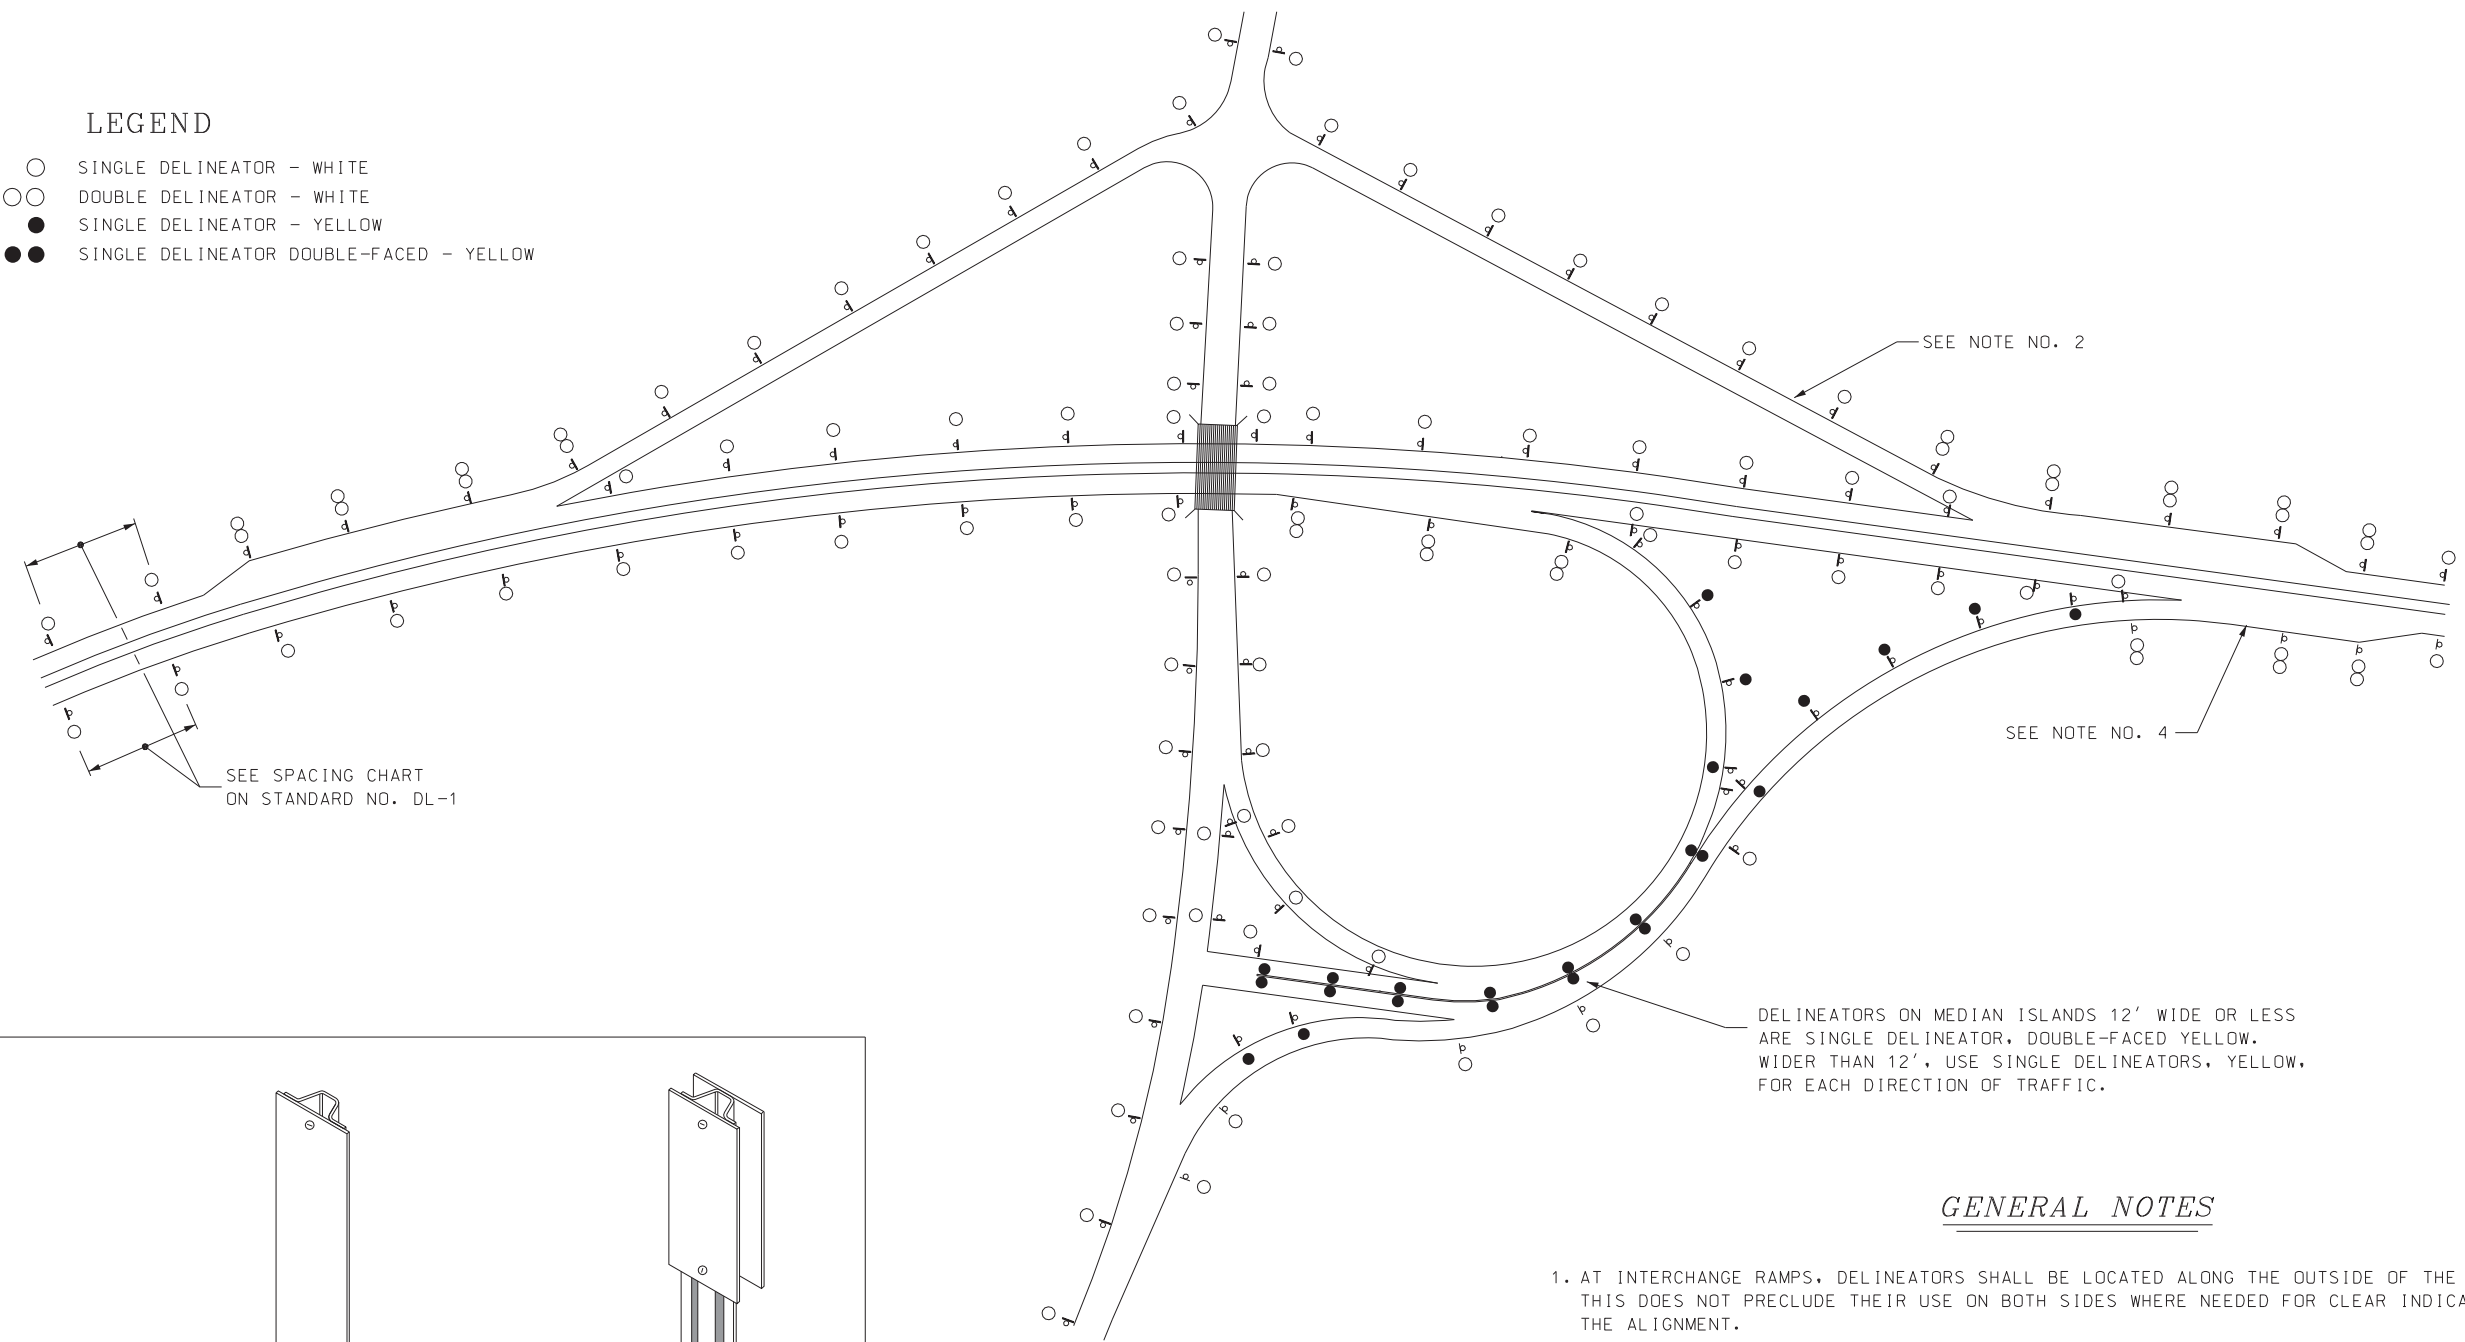 LEGEND
SINGLE DELINEATOR - WHITE
DOUBLE DELINEATOR - WHITE
SINGLE DELINEATOR - YELLOW
SINGLE DELINEATOR DOUBLE-FACED - YELLOW
SEE NOTE NO. 2
SEE NOTE NO. 4
SEE SPACING CHART
ON STANDARD NO. DL-1
DELINEATORS ON MEDIAN ISLANDS 12' WIDE OR LESS
ARE SINGLE DELINEATOR, DOUBLE-FACED YELLOW.
WIDER THAN 12', USE SINGLE DELINEATORS, YELLOW,
FOR EACH DIRECTION OF TRAFFIC.
GENERAL NOTES
1. AT INTERCHANGE RAMPS, DELINEATORS SHALL BE LOCATED ALONG THE OUTSIDE OF THE
THIS DOES NOT PRECLUDE THEIR USE ON BOTH SIDES WHERE NEEDED FOR CLEAR
THE ALIGNMENT.